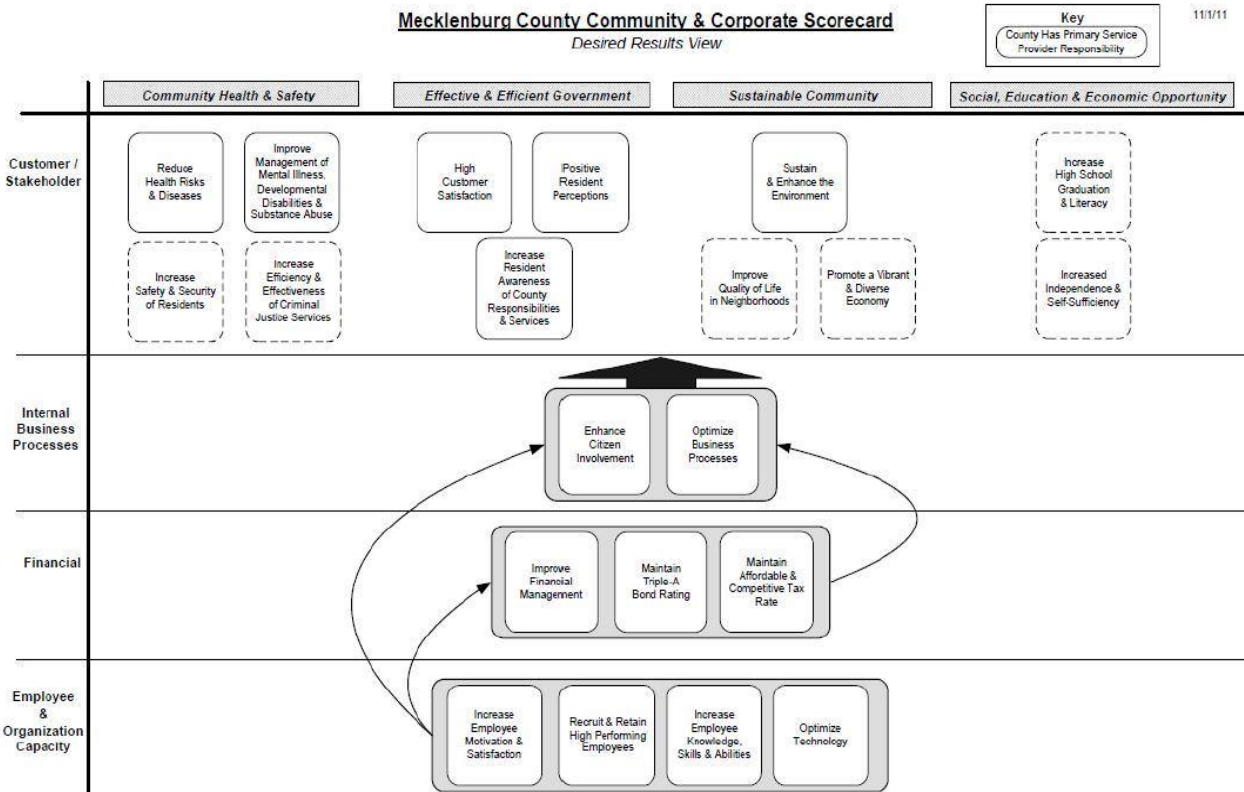 Mecklenburg County Community & Corporate Scorecard
Desired Results View
Key
County Has Primary Service
Provider Responsibility
11/1/11
Community Health & Safety
Effective & Efficient Government
Sustainable Community
Social, Education & Economic Opportunity
Customer /
Stakeholder
Reduce
Health Risks
& Diseases
Improve
Management of
Mental Illness,
Developmental
Disabilities &
Substance Abuse
High
Customer
Satisfaction
Positive
Resident
Perceptions
Sustain
& Enhance the
Environment
Increase
High School
Graduation
& Literacy
Increase
Safety & Security
of Residents
Increase
Efficiency &
Effectiveness
of Criminal
Justice Services
Increase
Resident
Awareness
of County
Responsibilities
& Services
Improve
Quality of Life
in Neighborhoods
Promote a Vibrant
& Diverse
Economy
Increased
Independence &
Self-Sufficiency
Internal
Business
Processes
Enhance
Citizen
Involvement
Optimize
Business
Processes
Financial
Improve
Financial
Management
Maintain
Triple-A
Bond Rating
Maintain
Affordable &
Competitive Tax
Rate
Employee
&
Organization
Capacity
Increase
Employee
Motivation &
Satisfaction
Recruit & Retain
High Performing
Employees
Increase
Employee
Knowledge,
Skills & Abilities
Optimize
Technology